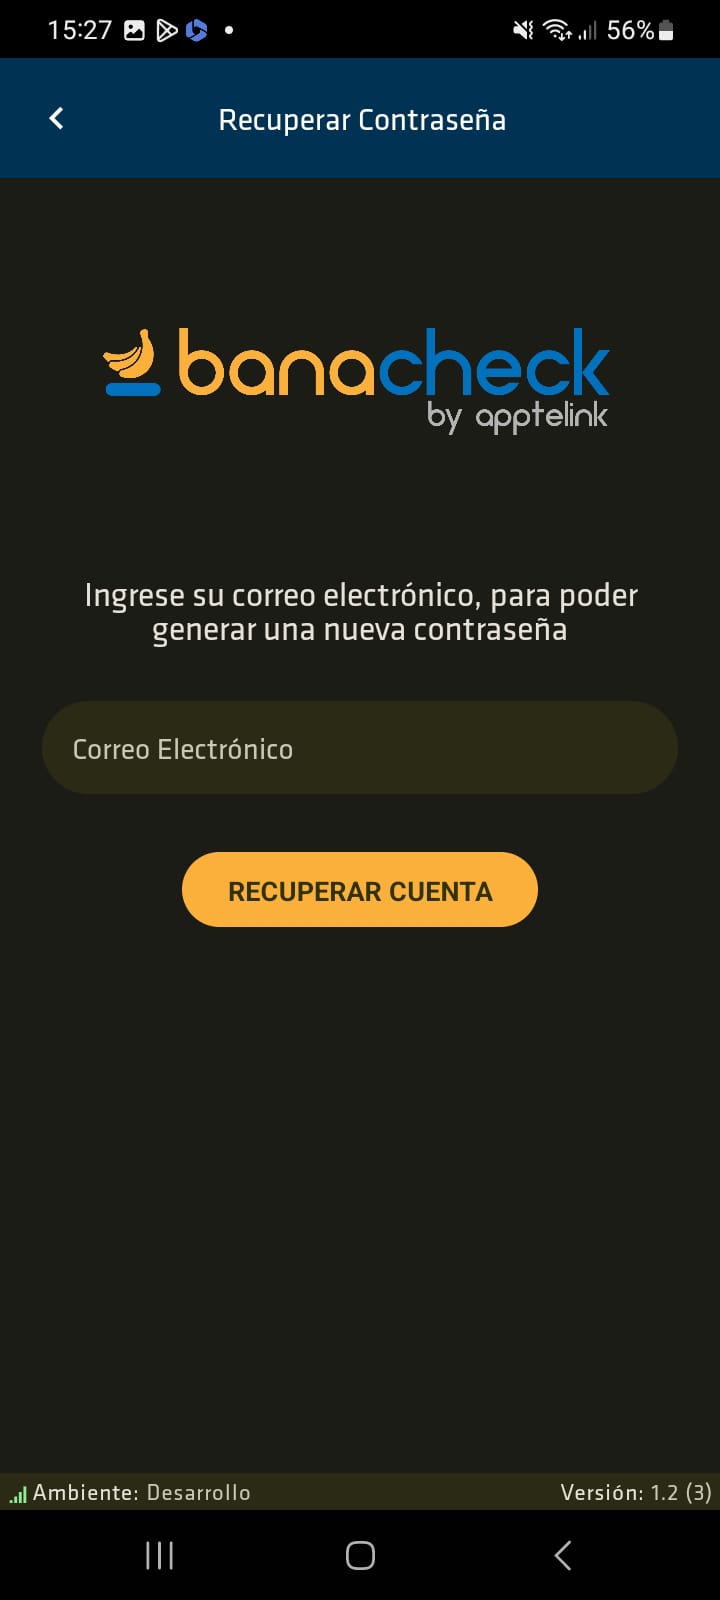 15:27
56%
Recuperar Contraseña
banacheck
by apptelink
Ingrese su correo electrónico, para poder
generar una nueva contraseña
Correo Electrónico
RECUPERAR CUENTA
Ambiente: Desarrollo
Versión: 1.2 (3)